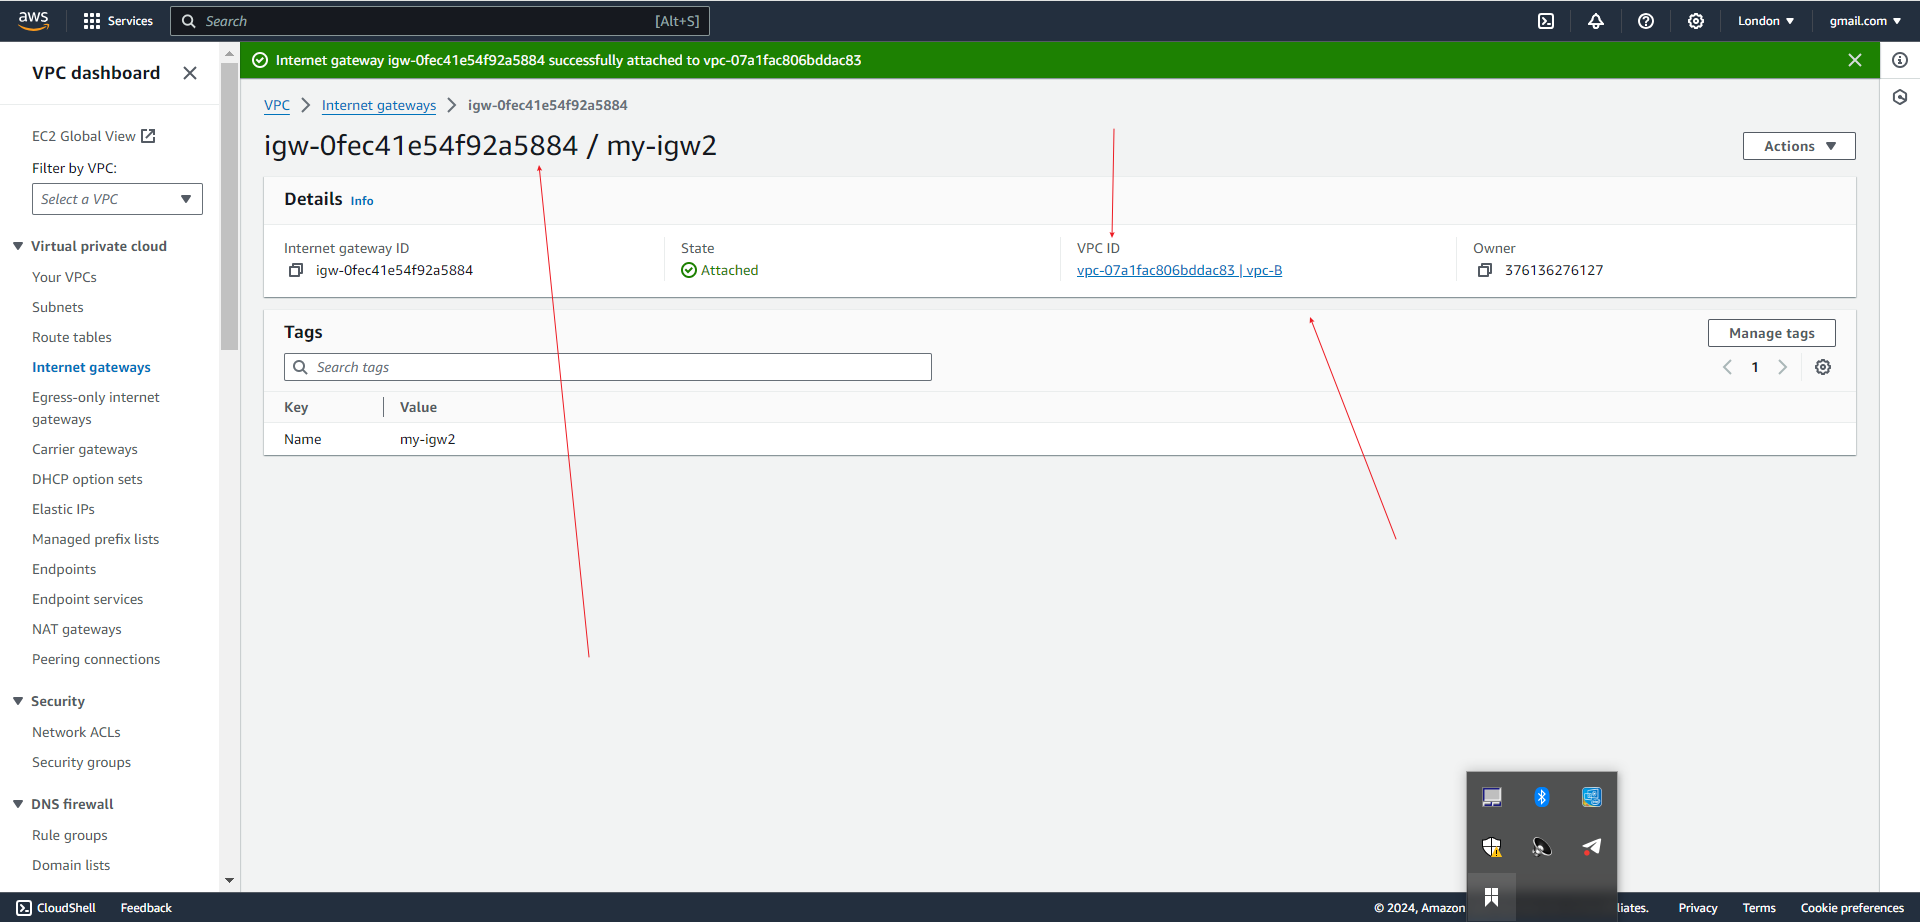 aws
Services
Search [Alt+S]
London
gmail.com
VPC dashboard
EC2 Global View
Filter by VPC:
Select a VPC
Virtual private cloud
Your VPCs
Subnets
Route tables
Internet gateways
Egress-only internet
gateways
Carrier gateways
DHCP option sets
Elastic IPs
Managed prefix lists
Endpoints
Endpoint services
NAT gateways
Peering connections
Security
Network ACLs
Security groups
DNS firewall
Rule groups
Domain lists
Internet gateway igw-0fec41e54f92a5884 successfully attached to vpc-07a1fac806bddac83
VPC > Internet gateways > igw-0fec41e54f92a5884
igw-0fec41e54f92a5884 / my-igw2
Actions
Details Info
Internet gateway ID
igw-0fec41e54f92a5884
State
Attached
VPC ID
vpc-07a1fac806bddac83 | vpc-B
Owner
376136276127
Tags
Manage tags
Search tags
1
Key Value
Name my-igw2
CloudShell Feedback
© 2024, Amazon
liates. Privacy Terms Cookie preferences